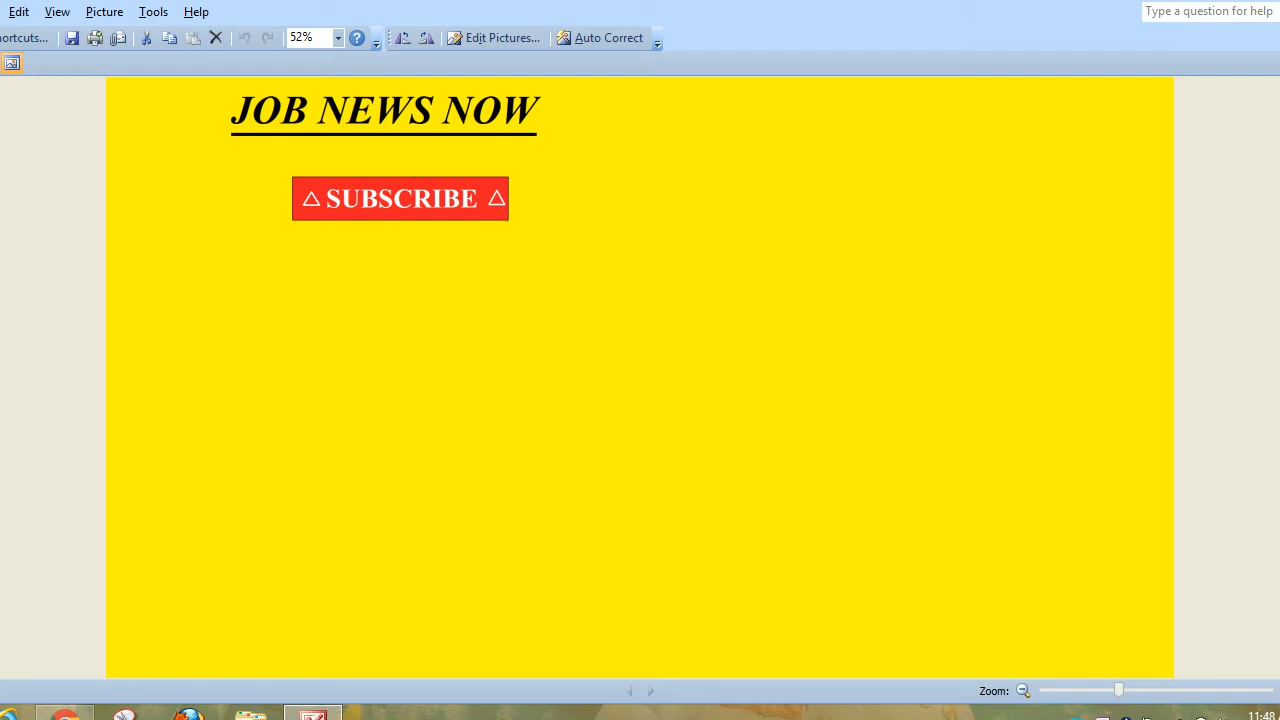 Edit View Picture Tools Help
Type a question for help
ortcuts... 52% Edit Pictures... Auto Correct
JOB NEWS NOW
SUBSCRIBE
Zoom:
11:48